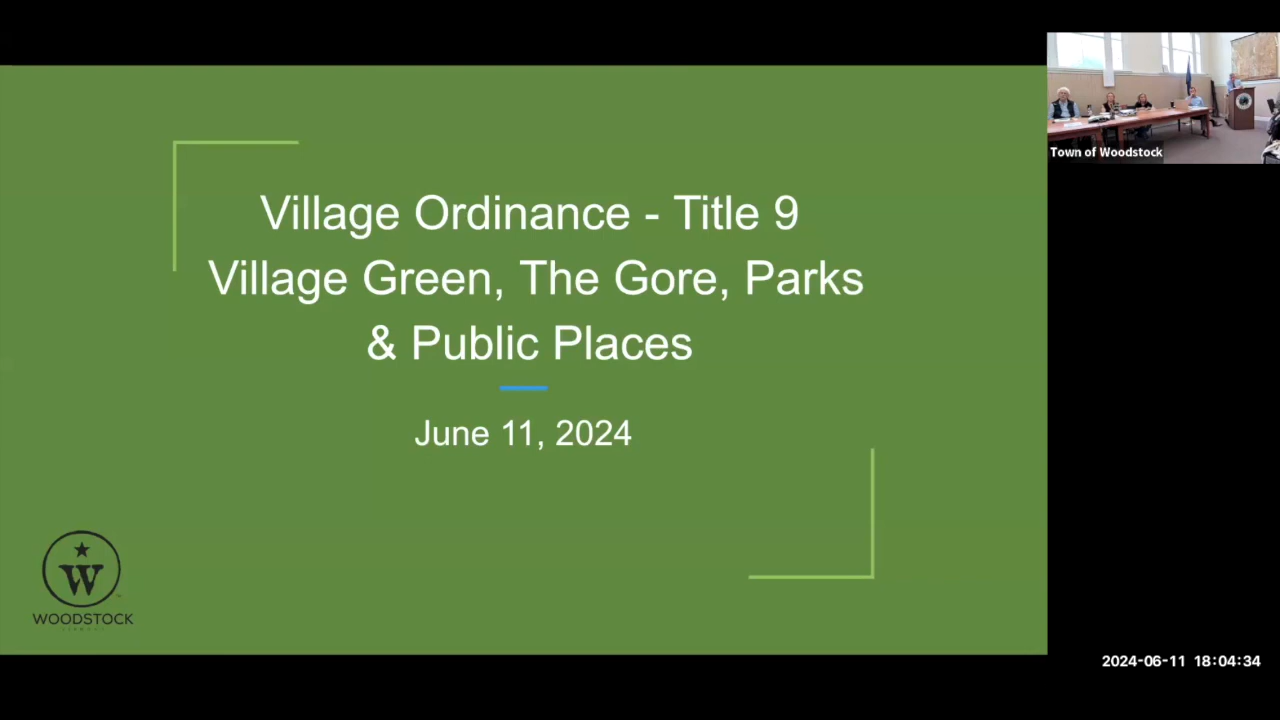 Village Ordinance - Title 9
Village Green, The Gore, Parks
& Public Places
June 11, 2024
W
WOODSTOCK
Town of Woodstock
2024-06-11 18:04:34